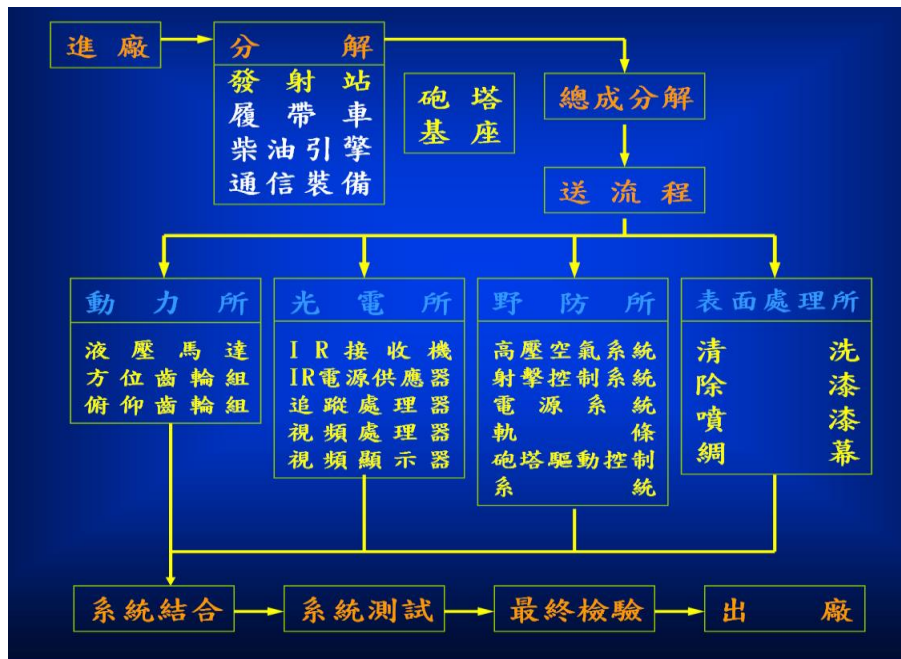 進廠
分解
發射站
履帶車
柴油引擎
通信裝備
砲塔
基座
總成分解
送流程
動力所
液壓馬達
方位齒輪組
俯仰齒輪組
光電所
IR接收機
IR電源供應器
追蹤處理器
視頻處理器
視頻顯示器
野防所
高壓空氣系統
射擊控制系統
電源系統
軌條
砲塔驅動控制
系統
表面處理所
清洗
除漆
噴漆
綢幕
系統結合
系統測試
最終檢驗
出廠